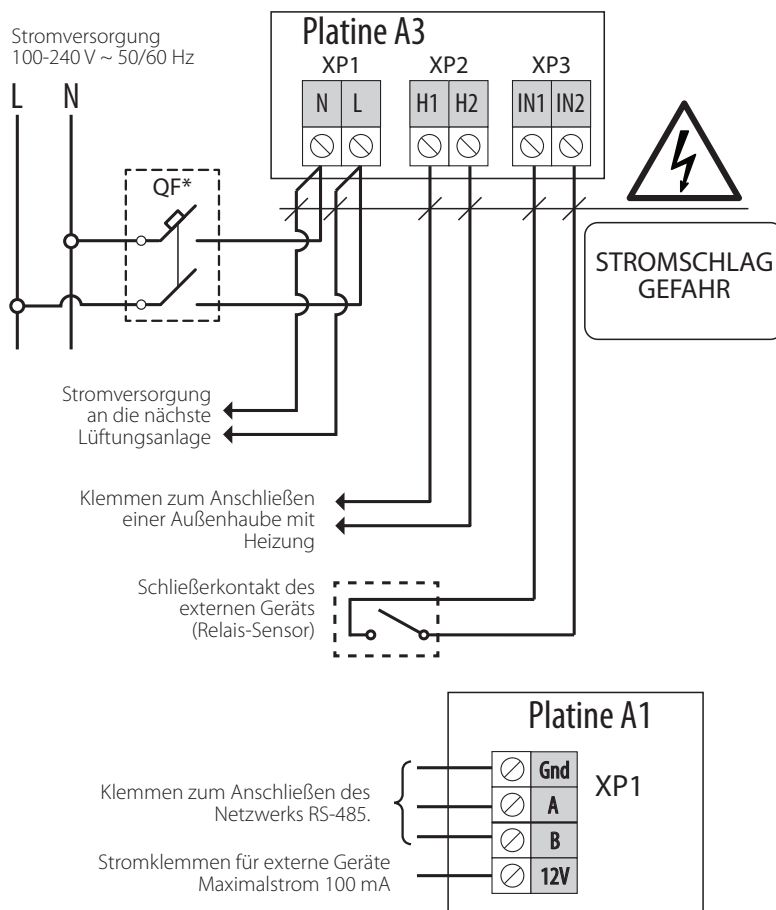 Stromversorgung
100-240 V ~ 50/60 Hz
L N
Platine A3
XP1 XP2 XP3
N L H1 H2 IN1 IN2
QF*
STROMSCHLAG
GEFAHR
Stromversorgung
an die nächste
Lüftungsanlage
Klemmen zum Anschließen
einer Außenhaube mit
Heizung
Schließerkontakt des
externen Geräts
(Relais-Sensor)
Platine A1
XP1
Gnd
A
B
12V
Klemmen zum Anschließen des
Netzwerks RS-485.
Stromklemmen für externe Geräte
Maximalstrom 100 mA